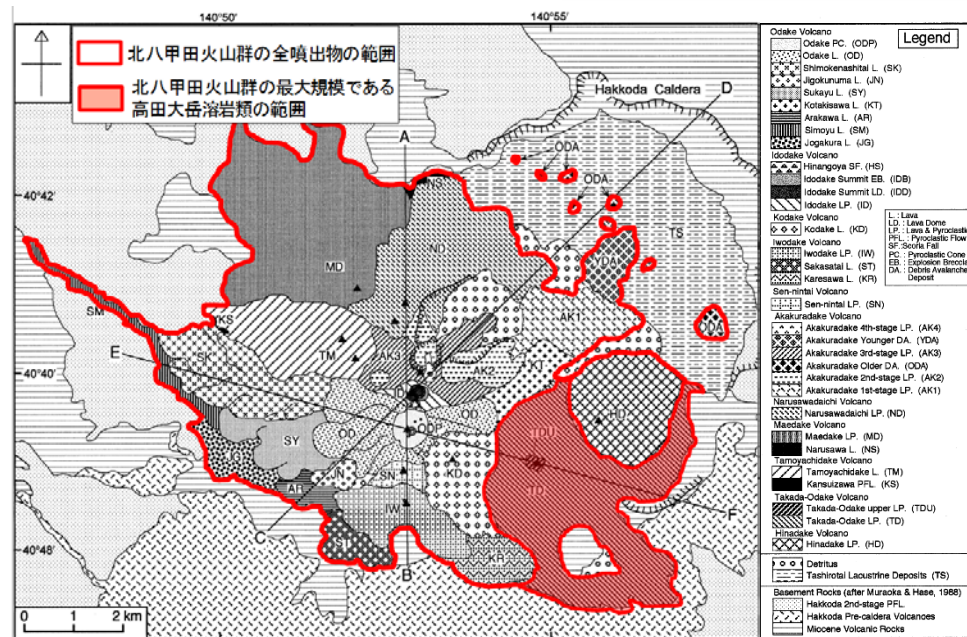 140°50'
140°55'
北八甲田火山群の全噴出物の範囲
北八甲田火山群の最大規模である
高田大岳溶岩類の範囲
Hakkoda Caldera
D
A
ODA
NS
40°42'
ODA
TS
ND
MD
YDA
SM
KS
AK1
ODA
E
SK
TM
AK3
AK2
KT
40°40'
HD
OD
ODP
OD
TDU
SY
JN
SN
KD
AR
IW
F
C
KR
B
40°48'
0 1 2 km
Legend
Odake Volcano
Odake PC. (ODP)
Odake L. (OD)
Shimokenashitai L. (SK)
Jigokunuma L. (JN)
Sukayu L. (SY)
Kotakisawa L. (KT)
Arakawa L. (AR)
Simoyu L. (SM)
Jogakura L. (JG)
Idodake Volcano
Hinangoya SF. (HS)
Idodake Summit EB. (IDB)
Idodake Summit LD. (IDD)
Idodake LP. (ID)
Kodake Volcano
Kodake L. (KD)
Iwodake Volcano
Iwodake LP. (IW)
Sakasatai L. (ST)
Karesawa L. (KR)
Sen-nintai Volcano
Sen-nintai LP. (SN)
Akakuradake Volcano
Akakuradake 4th-stage LP. (AK4)
Akakuradake Younger DA. (YDA)
Akakuradake 3rd-stage LP. (AK3)
Akakuradake Older DA. (ODA)
Akakuradake 2nd-stage LP. (AK2)
Akakuradake 1st-stage LP. (AK1)
Narusawadaichi Volcano
Narusawadaichi LP. (ND)
Maedake Volcano
Maedake LP. (MD)
Narusawa L. (NS)
Tamoyachidake Volcano
Tamoyachidake L. (TM)
Kansuizawa PFL. (KS)
Takada-Odake Volcano
Takada-Odake upper LP. (TDU)
Takada-Odake LP. (TD)
Hinadake Volcano
Hinadake LP. (HD)
Detritus
Tashirotai Laoustrine Deposits (TS)
Basement Rocks (after Muraoka & Hase, 1988)
Hakkoda 2nd-stage PFL.
Hakkoda Pre-caldera Volcanoes
Miocene Volcanic Rocks
L. : Lava
LD. : Lava Dome
LP. : Lava & Pyroclastic
PFL. : Pyroclastic Flow
SF. :Scoria Fall
PC. : Pyroclastic Cone
EB. : Explosion Breccia
DA. : Debris Avalanche
Deposit